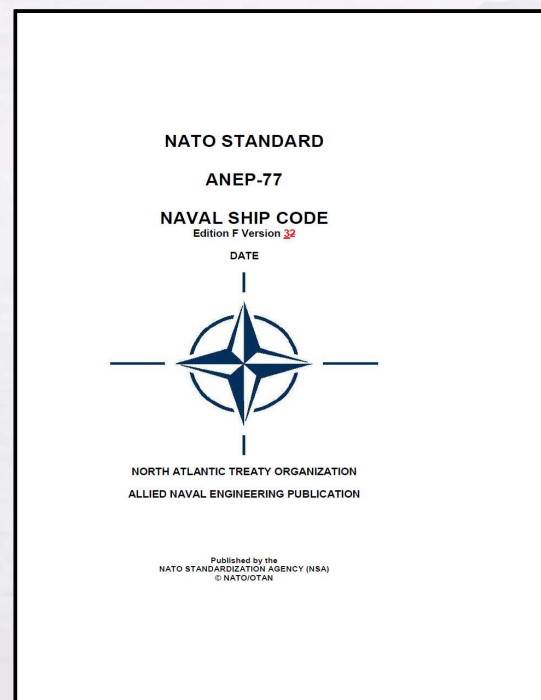 NATO STANDARD
ANEP-77
NAVAL SHIP CODE
Edition F Version 32
DATE
NORTH ATLANTIC TREATY ORGANIZATION
ALLIED NAVAL ENGINEERING PUBLICATION
Published by the
NATO STANDARDIZATION AGENCY (NSA)
© NATO/OTAN